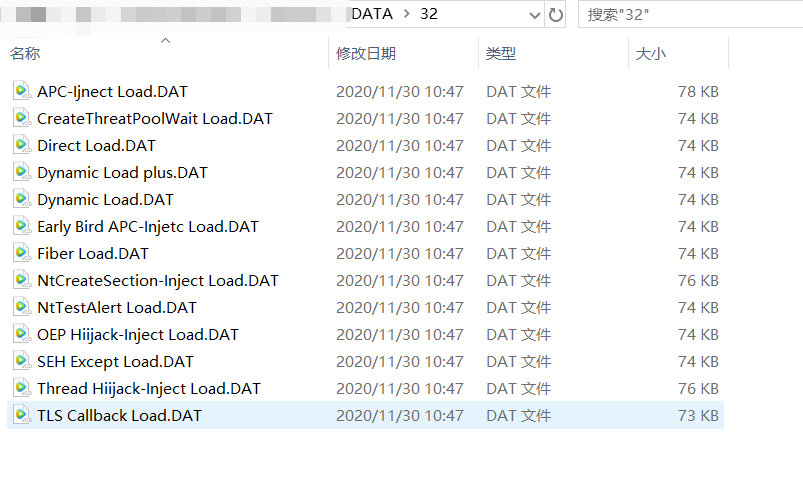 DATA > 32 搜索"32"
名称 修改日期 类型 大小
APC-Ijnect Load.DAT 2020/11/30 10:47 DAT 文件 78 KB
CreateThreatPoolWait Load.DAT 2020/11/30 10:47 DAT 文件 74 KB
Direct Load.DAT 2020/11/30 10:47 DAT 文件 74 KB
Dynamic Load plus.DAT 2020/11/30 10:47 DAT 文件 74 KB
Dynamic Load.DAT 2020/11/30 10:47 DAT 文件 74 KB
Early Bird APC-Injetc Load.DAT 2020/11/30 10:47 DAT 文件 74 KB
Fiber Load.DAT 2020/11/30 10:47 DAT 文件 74 KB
NtCreateSection-Inject Load.DAT 2020/11/30 10:47 DAT 文件 76 KB
NtTestAlert Load.DAT 2020/11/30 10:47 DAT 文件 74 KB
OEP Hiijack-Inject Load.DAT 2020/11/30 10:47 DAT 文件 74 KB
SEH Except Load.DAT 2020/11/30 10:47 DAT 文件 74 KB
Thread Hiijack-Inject Load.DAT 2020/11/30 10:47 DAT 文件 76 KB
TLS Callback Load.DAT 2020/11/30 10:47 DAT 文件 73 KB